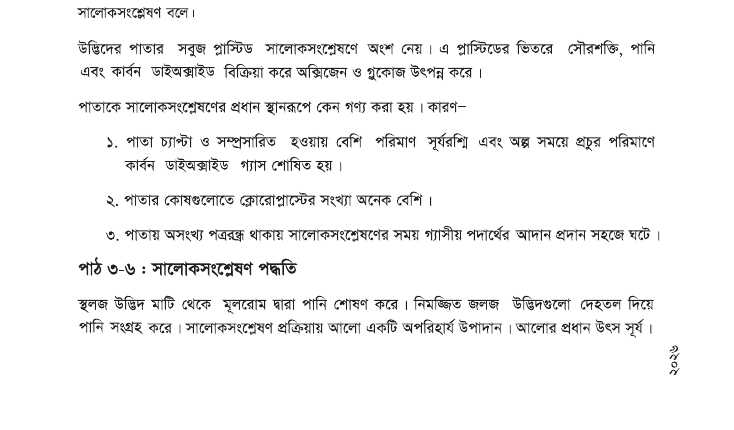 সালোকসংশ্লেষণ বলে।
উদ্ভিদের পাতার সবুজ প্লাস্টিড সালোকসংশ্লেষণে অংশ নেয়। এ প্লাস্টিডের ভিতরে সৌরশক্তি, পানি
এবং কার্বন ডাইঅক্সাইড বিক্রিয়া করে অক্সিজেন ও গ্লুকোজ উৎপন্ন করে।
পাতাকে সালোকসংশ্লেষণের প্রধান স্থানরূপে কেন গণ্য করা হয়। কারণ–
১. পাতা চ্যাপ্টা ও সম্প্রসারিত হওয়ায় বেশি পরিমাণ সূর্যরশ্মি এবং অল্প সময়ে প্রচুর পরিমাণে
কার্বন ডাইঅক্সাইড গ্যাস শোষিত হয়।
২. পাতার কোষগুলোতে ক্লোরোপ্লাস্টের সংখ্যা অনেক বেশি।
৩. পাতায় অসংখ্য পত্ররন্ধ্র থাকায় সালোকসংশ্লেষণের সময় গ্যাসীয় পদার্থের আদান প্রদান সহজে ঘটে।
পাঠ ৩-৬ : সালোকসংশ্লেষণ পদ্ধতি
স্থলজ উদ্ভিদ মাটি থেকে মূলরোম দ্বারা পানি শোষণ করে। নিমজ্জিত জলজ উদ্ভিদগুলো দেহতল দিয়ে
পানি সংগ্রহ করে। সালোকসংশ্লেষণ প্রক্রিয়ায় আলো একটি অপরিহার্য উপাদান। আলোর প্রধান উৎস সূর্য।
২০২৬